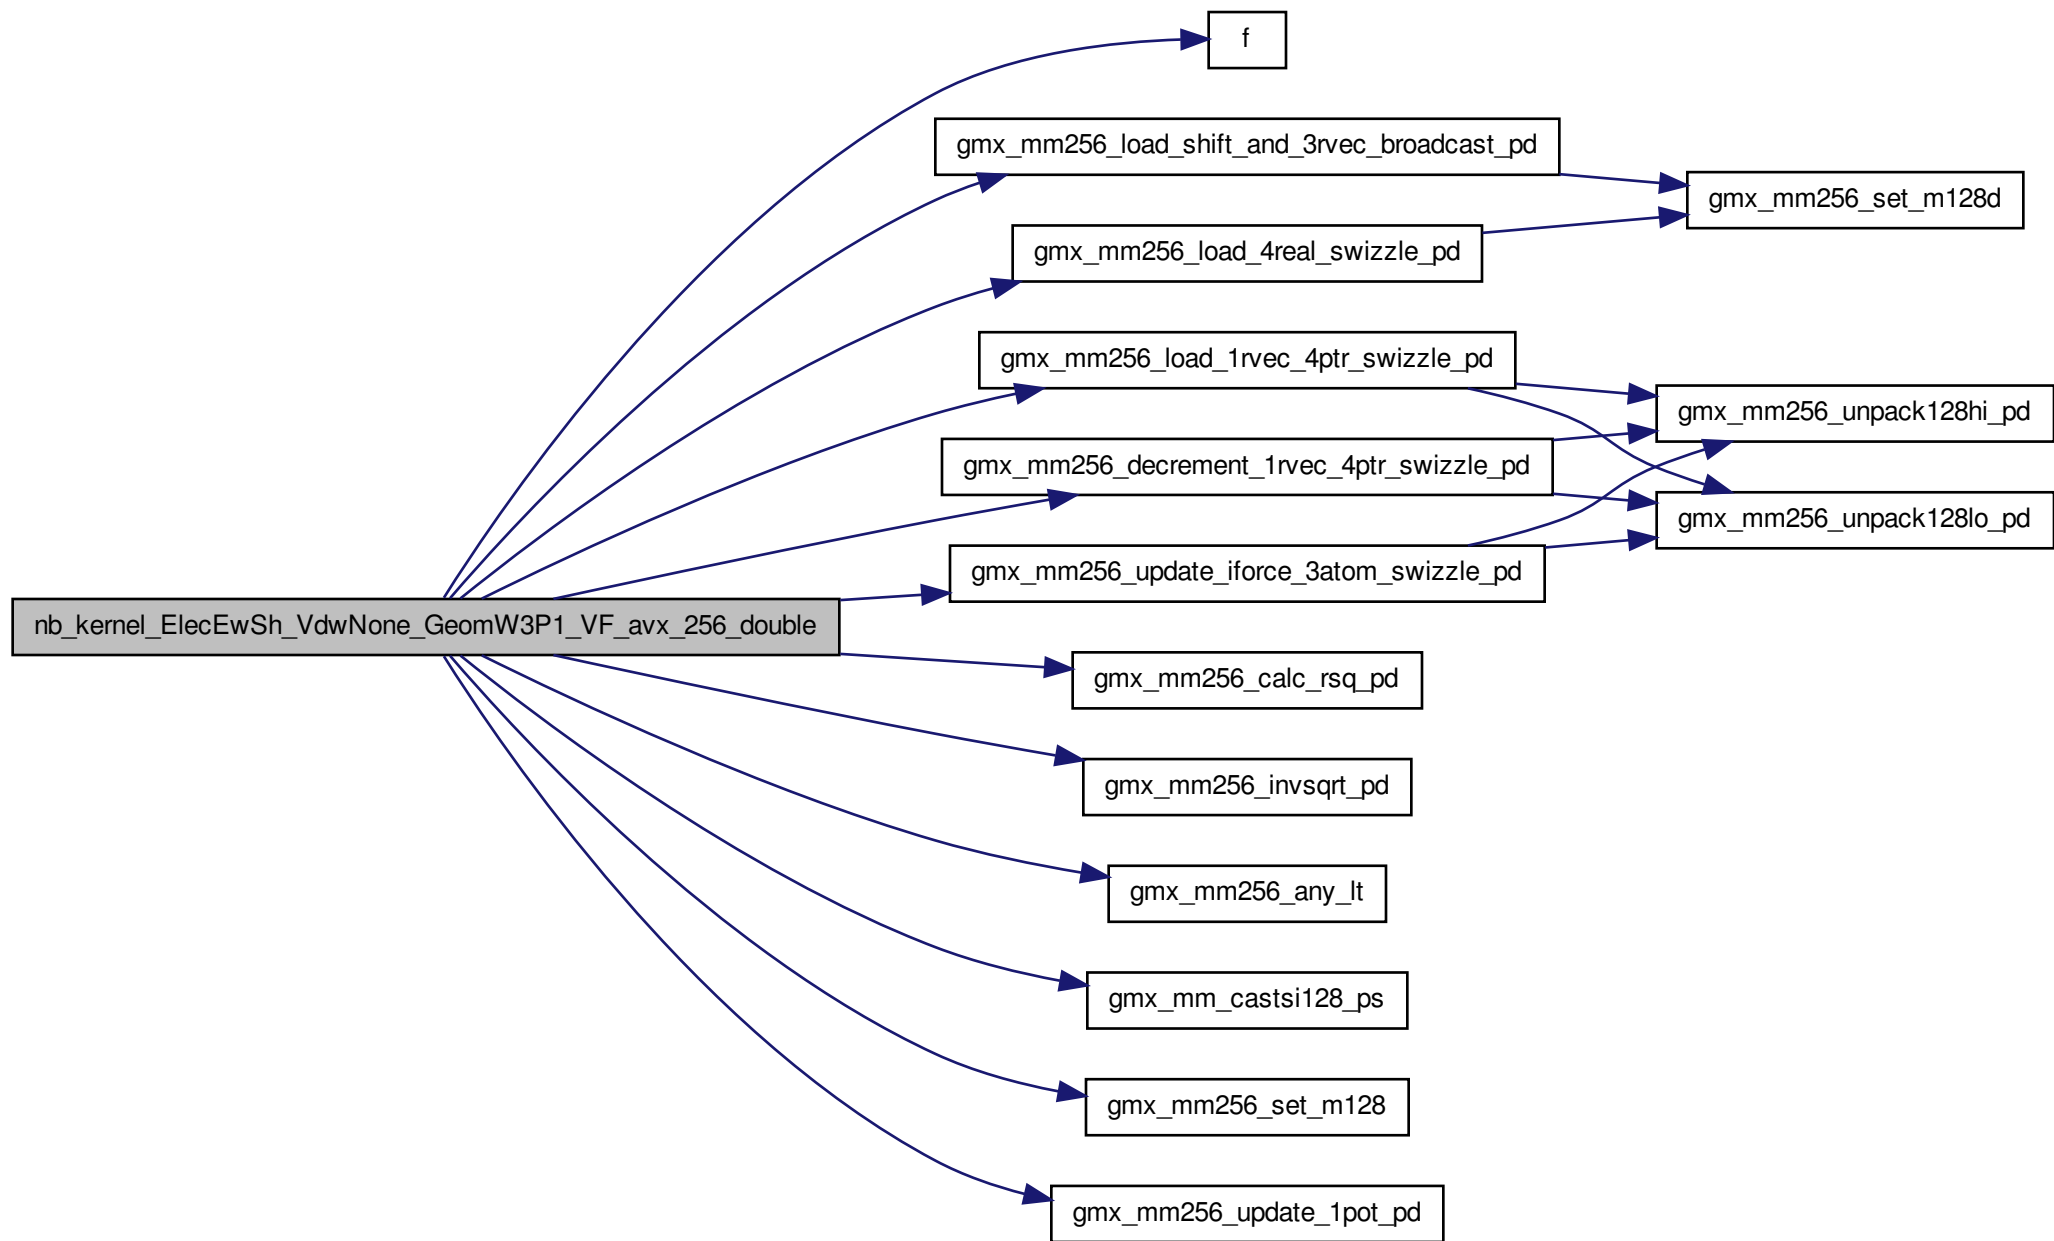 f
gmx_mm256_load_shift_and_3rvec_broadcast_pd
gmx_mm256_set_m128d
gmx_mm256_load_4real_swizzle_pd
gmx_mm256_load_1rvec_4ptr_swizzle_pd
gmx_mm256_unpack128hi_pd
gmx_mm256_decrement_1rvec_4ptr_swizzle_pd
gmx_mm256_unpack128lo_pd
gmx_mm256_update_iforce_3atom_swizzle_pd
nb_kernel_ElecEwSh_VdwNone_GeomW3P1_VF_avx_256_double
gmx_mm256_calc_rsq_pd
gmx_mm256_invsqrt_pd
gmx_mm256_any_lt
gmx_mm_castsi128_ps
gmx_mm256_set_m128
gmx_mm256_update_1pot_pd